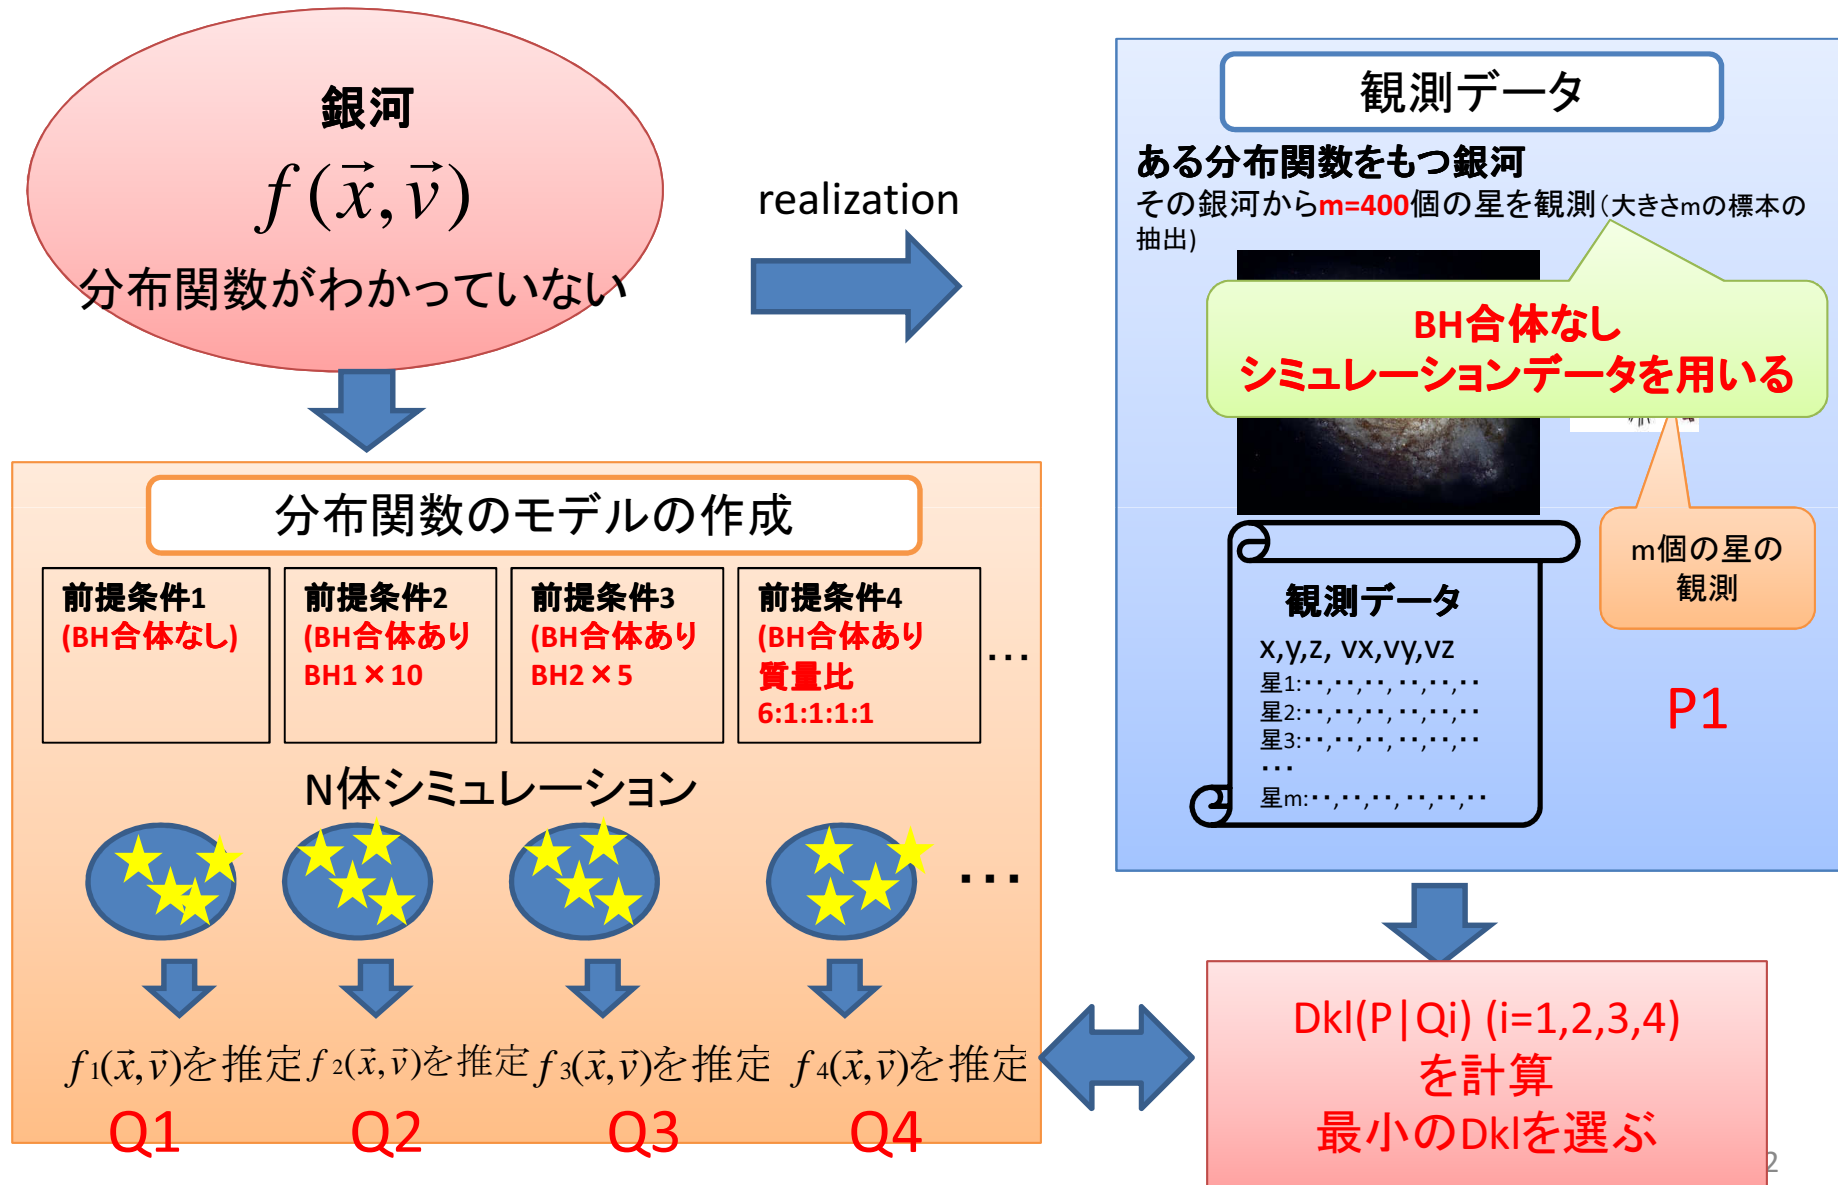 銀河
f(x⃗,v⃗)
分布関数がわかっていない
realization
観測データ
ある分布関数をもつ銀河
その銀河からm=400個の星を観測(大きさmの標本の
抽出)
BH合体なし
シミュレーションデータを用いる
m個の星の
観測
観測データ
x,y,z, vx,vy,vz
星1:‥,‥,‥, ‥,‥,‥
星2:‥,‥,‥, ‥,‥,‥
星3:‥,‥,‥, ‥,‥,‥
…
星m:‥,‥,‥, ‥,‥,‥
P1
分布関数のモデルの作成
前提条件1
(BH合体なし)
前提条件2
(BH合体あり
BH1×10
前提条件3
(BH合体あり
BH2×5
前提条件4
(BH合体あり
質量比
6:1:1:1:1
…
N体シミュレーション
…
f1(x⃗,v⃗)を推定
f2(x⃗,v⃗)を推定
f3(x⃗,v⃗)を推定
f4(x⃗,v⃗)を推定
Q1
Q2
Q3
Q4
Dkl(P|Qi) (i=1,2,3,4)
を計算
最小のDklを選ぶ